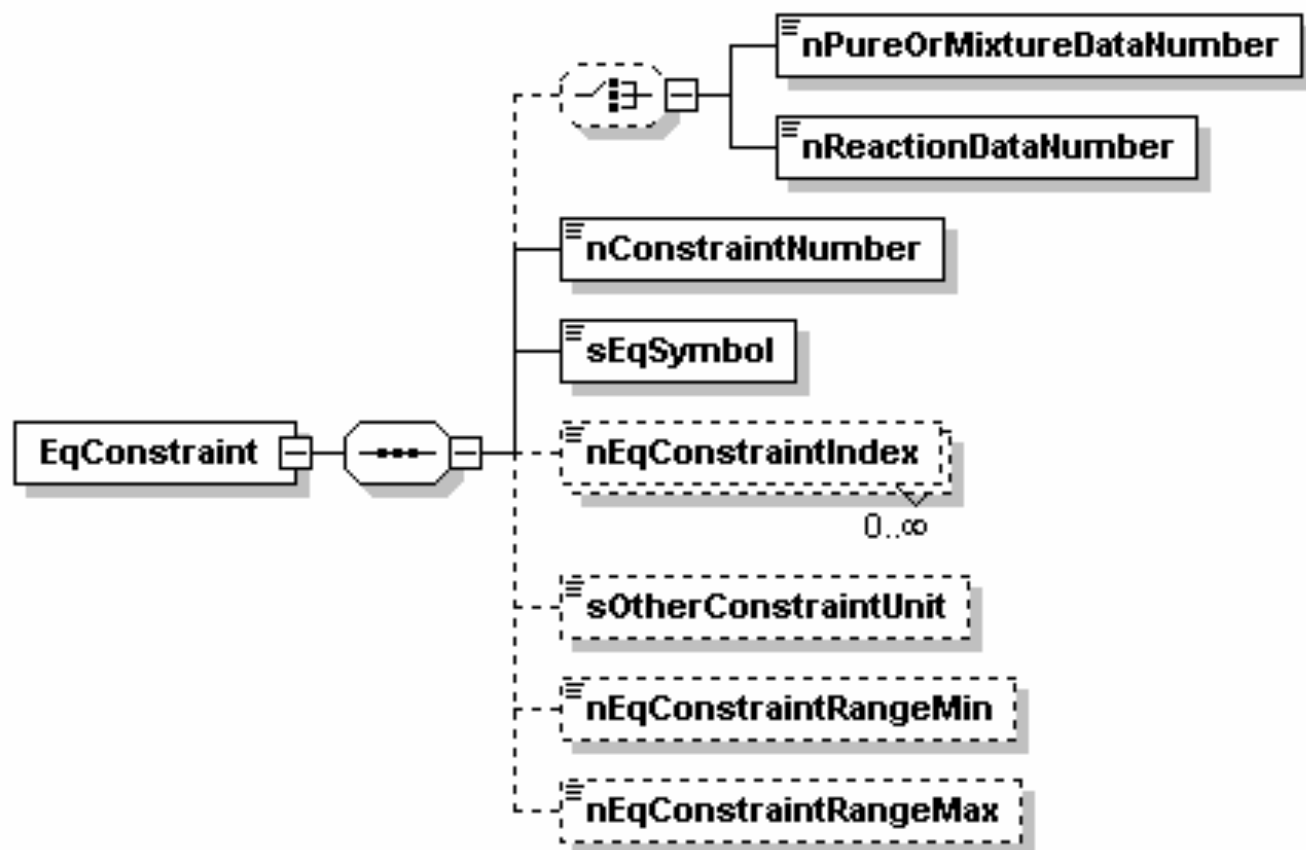 nPureOrMixtureDataNumber
nReactionDataNumber
nConstraintNumber
sEqSymbol
EqConstraint
nEqConstraintIndex
0..∞
sOtherConstraintUnit
nEqConstraintRangeMin
nEqConstraintRangeMax